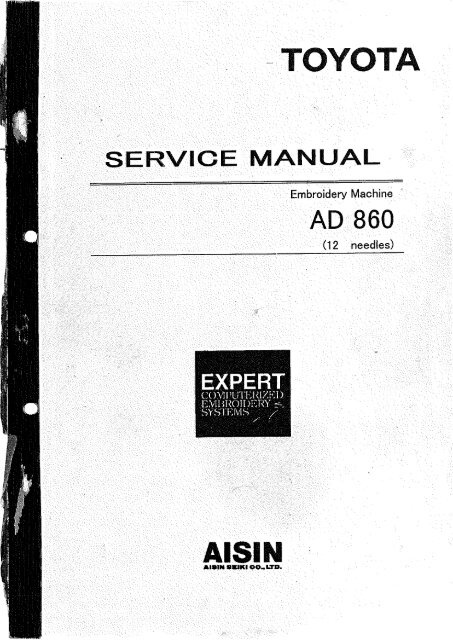 TOYOTA
SERVICE MANUAL
Embroidery Machine
AD 860
(12 needles)
EXPERT
COMPUTERIZED
EMBROIDERY
SYSTEMS
AISIN
AISIN SEIKI CO.,LTD.